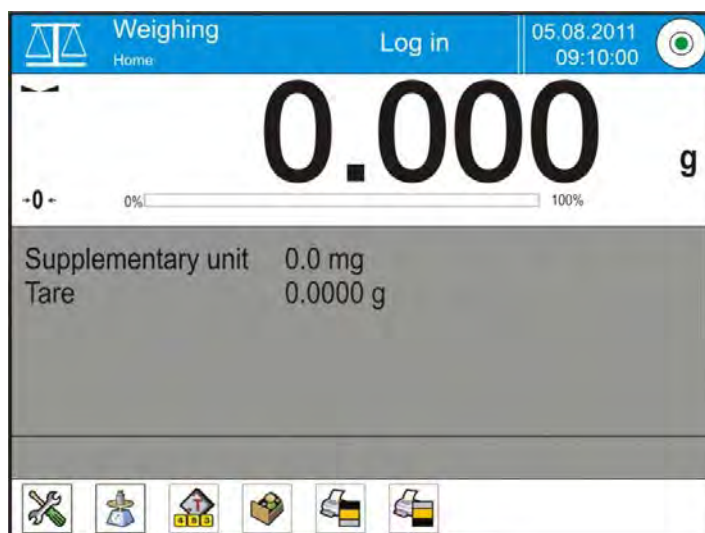 Weighing
Home
Log in
05.08.2011
09:10:00
0.000 g
→0←
0% 100%
Supplementary unit 0.0 mg
Tare 0.0000 g
T